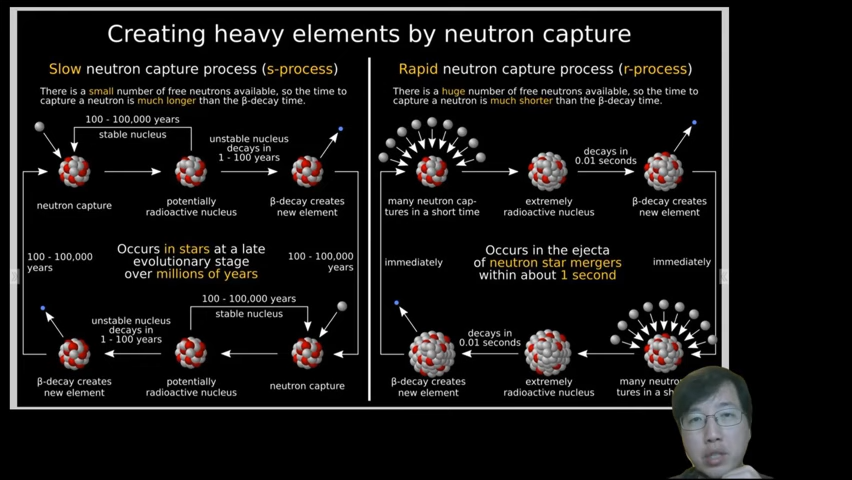 Creating heavy elements by neutron capture
Slow neutron capture process (s-process)
There is a small number of free neutrons available, so the time to
capture a neutron is much longer than the β-decay time.
100 - 100,000 years
stable nucleus
unstable nucleus
decays in
1 - 100 years
neutron capture
potentially
radioactive nucleus
β-decay creates
new element
100 - 100,000
years
Occurs in stars at a late
evolutionary stage
over millions of years
100 - 100,000
years
100 - 100,000 years
stable nucleus
unstable nucleus
decays in
1 - 100 years
β-decay creates
new element
potentially
radioactive nucleus
neutron capture
Rapid neutron capture process (r-process)
There is a huge number of free neutrons available, so the time to
capture a neutron is much shorter than the β-decay time.
decays in
0.01 seconds
many neutron cap-
tures in a short time
extremely
radioactive nucleus
β-decay creates
new element
immediately
Occurs in the ejecta
of neutron star mergers
within about 1 second
immediately
decays in
0.01 seconds
β-decay creates
new element
extremely
radioactive nucleus
many
tures in a